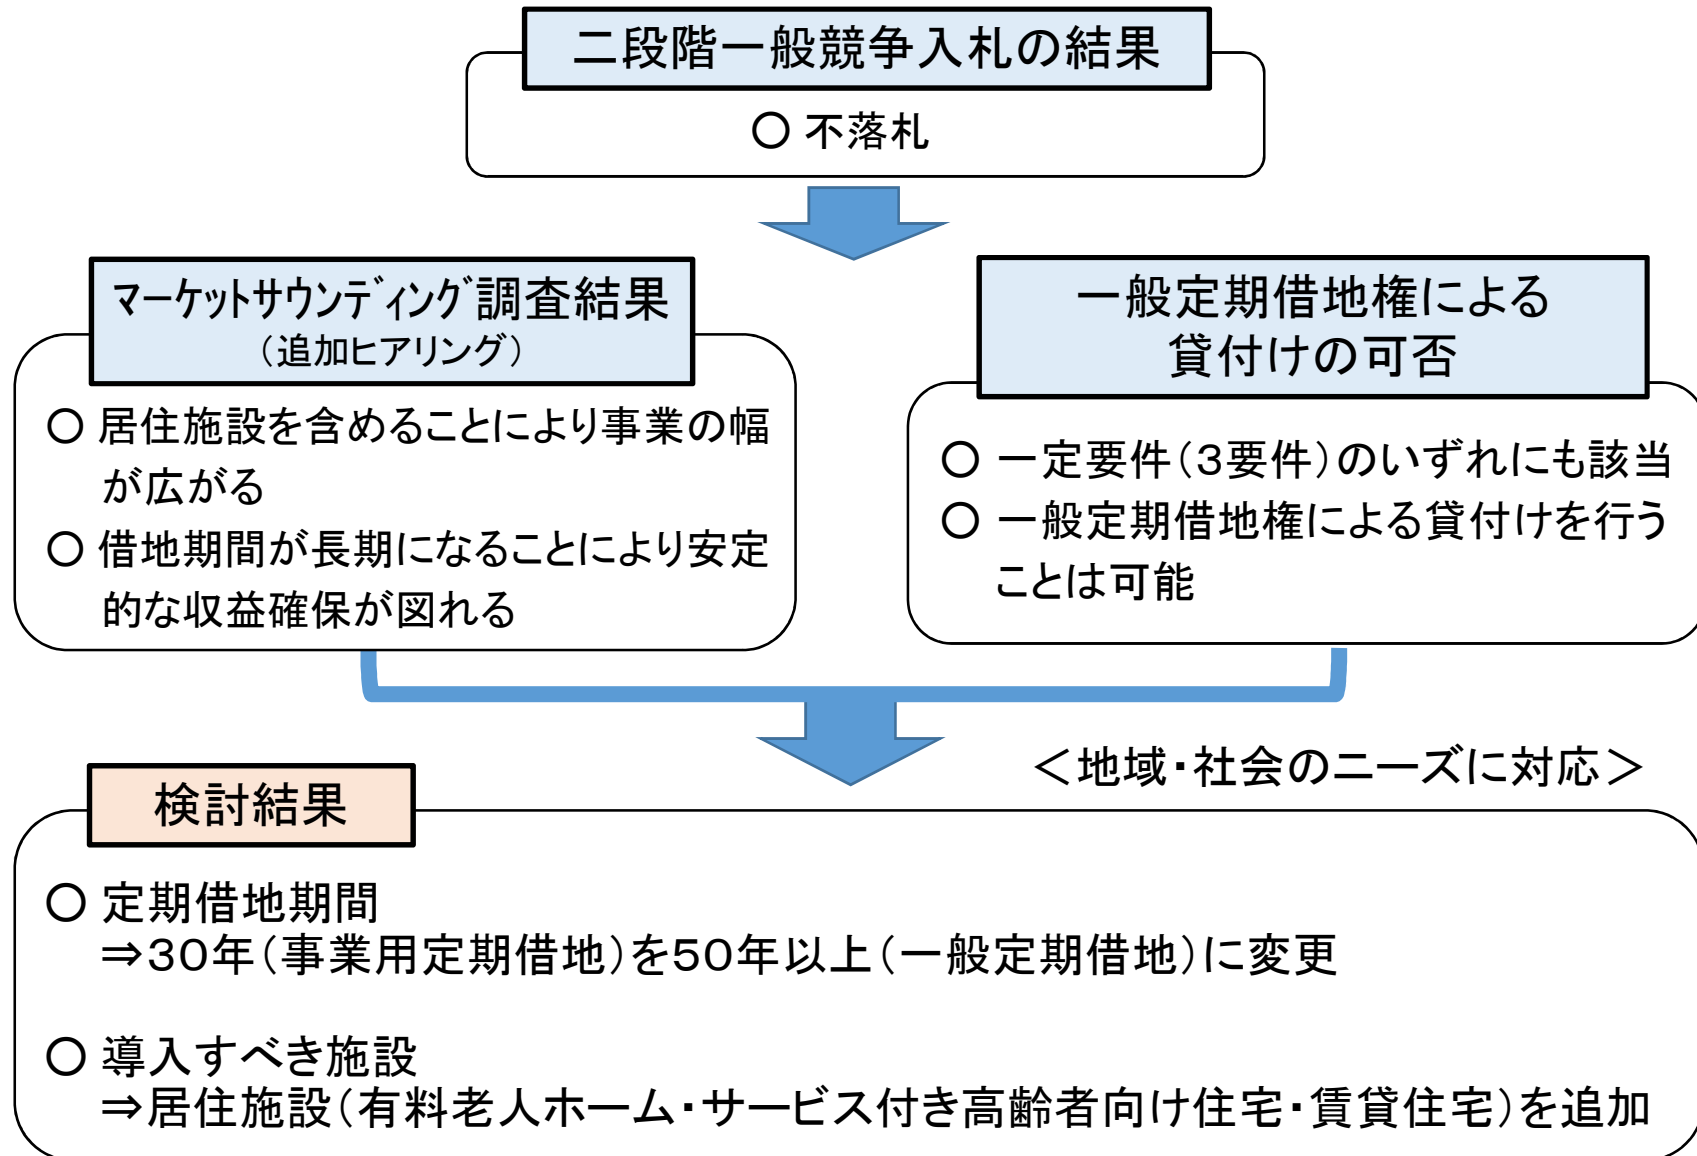 二段階一般競争入札の結果
○ 不落札
ﾏｰｹｯﾄｻｳﾝﾃﾞｨﾝｸﾞ調査結果
（追加ヒアリング）
○ 居住施設を含めることにより事業の幅
が広がる
○ 借地期間が長期になることにより安定
的な収益確保が図れる
一般定期借地権による
貸付けの可否
○ 一定要件（３要件）のいずれにも該当
○ 一般定期借地権による貸付けを行う
ことは可能
＜地域・社会のニーズに対応＞
検討結果
○ 定期借地期間
⇒３０年（事業用定期借地）を５０年以上（一般定期借地）に変更
○ 導入すべき施設
⇒居住施設（有料老人ホーム・サービス付き高齢者向け住宅・賃貸住宅）を追加